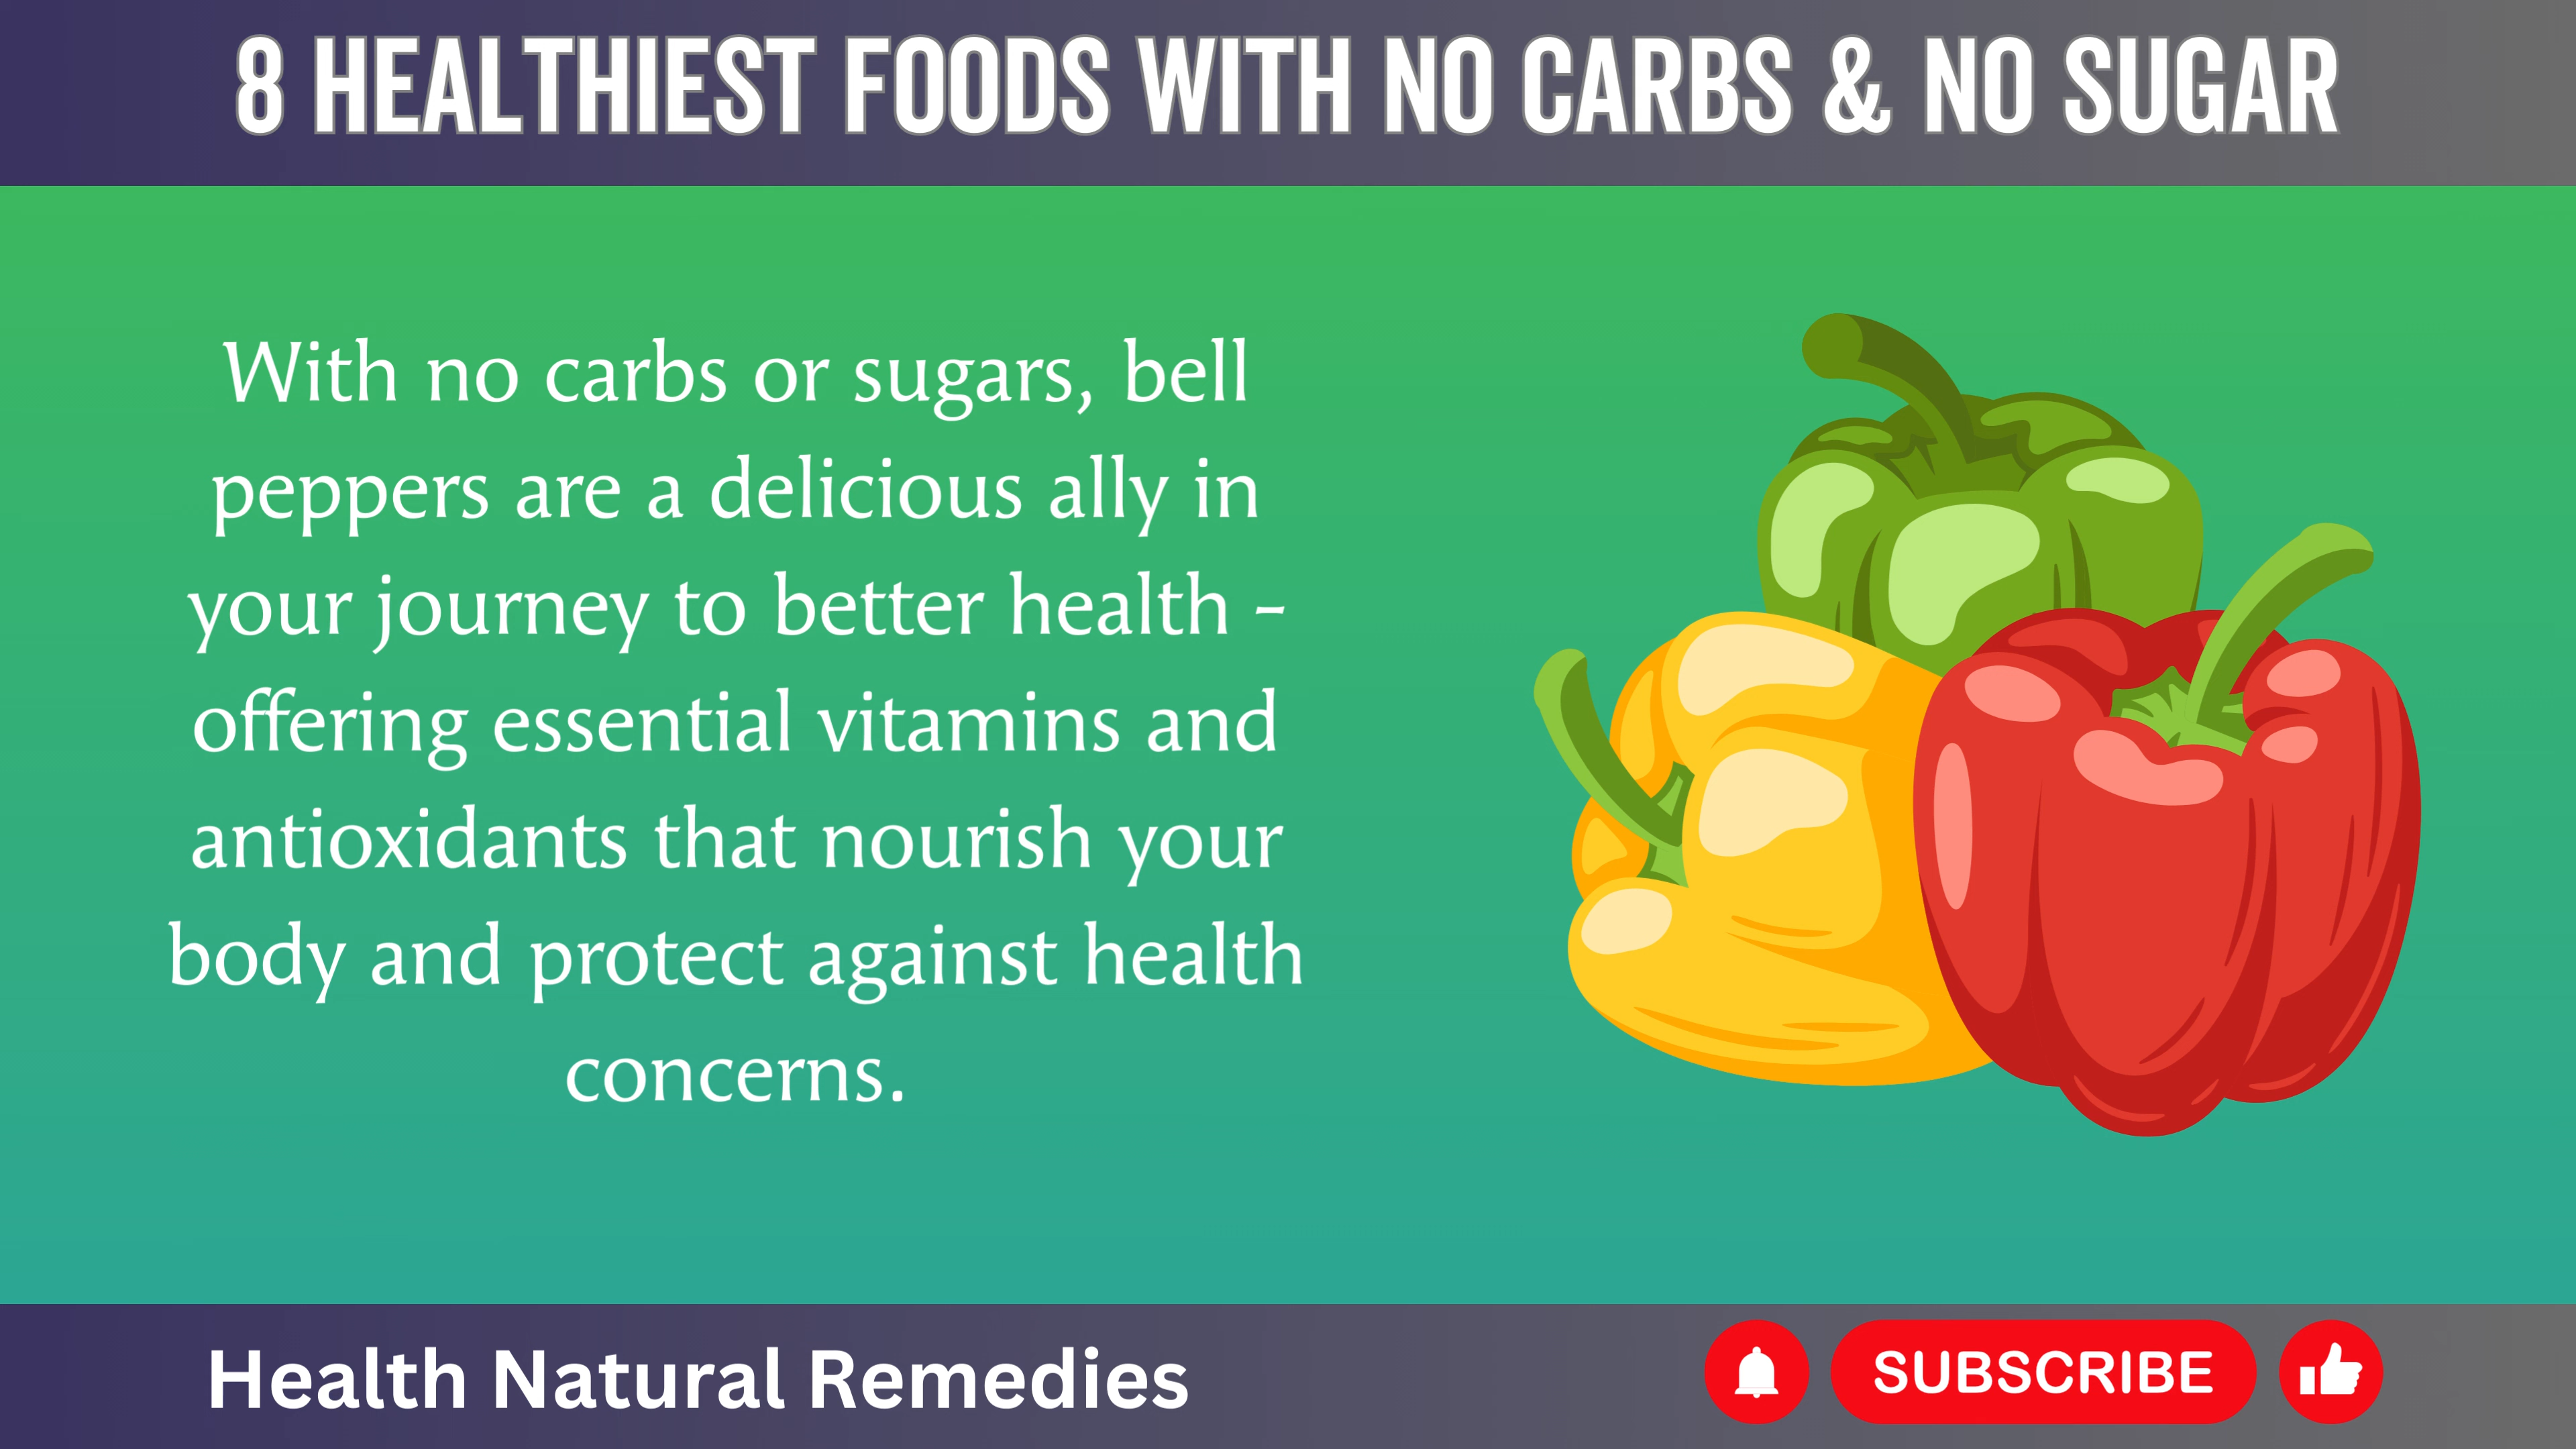 8 HEALTHIEST FOODS WITH NO CARBS & NO SUGAR
With no carbs or sugars, bell
peppers are a delicious ally in
your journey to better health -
offering essential vitamins and
antioxidants that nourish your
body and protect against health
concerns.
Health Natural Remedies
SUBSCRIBE